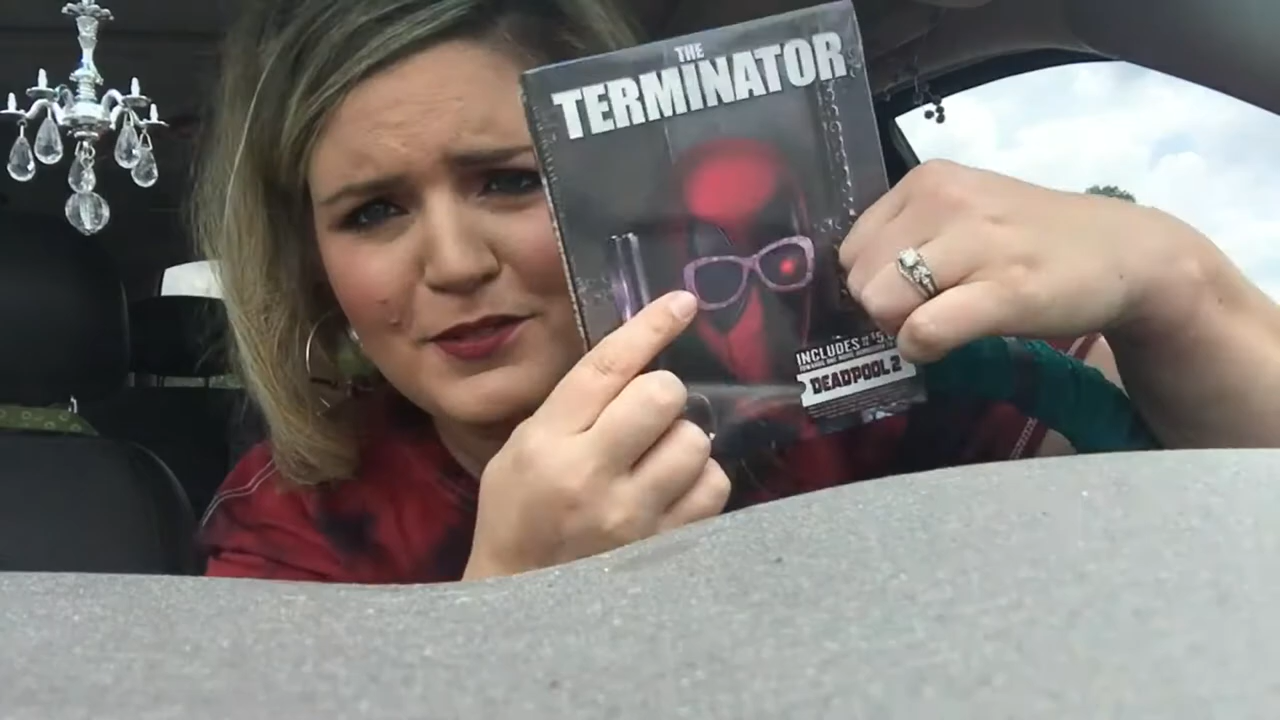 THE
TERMINATOR
INCLUDES
DEADPOOL 2